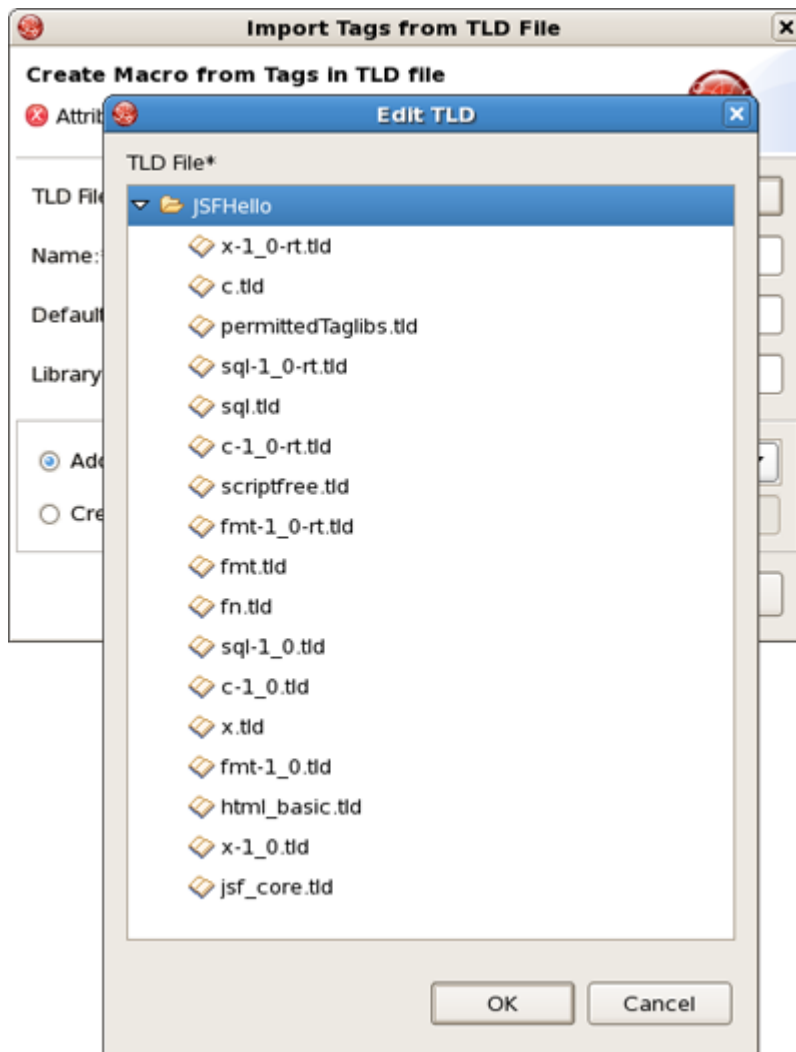 Import Tags from TLD File
Create Macro from Tags in TLD file
Attrib
Edit TLD
TLD File*
TLD File
JSFHello
x-1_0-rt.tld
Name:
c.tld
Default
permittedTaglibs.tld
sql-1_0-rt.tld
Library
sql.tld
c-1_0-rt.tld
Add
scriptfree.tld
Cre
fmt-1_0-rt.tld
fmt.tld
fn.tld
sql-1_0.tld
c-1_0.tld
x.tld
fmt-1_0.tld
html_basic.tld
x-1_0.tld
jsf_core.tld
OK Cancel